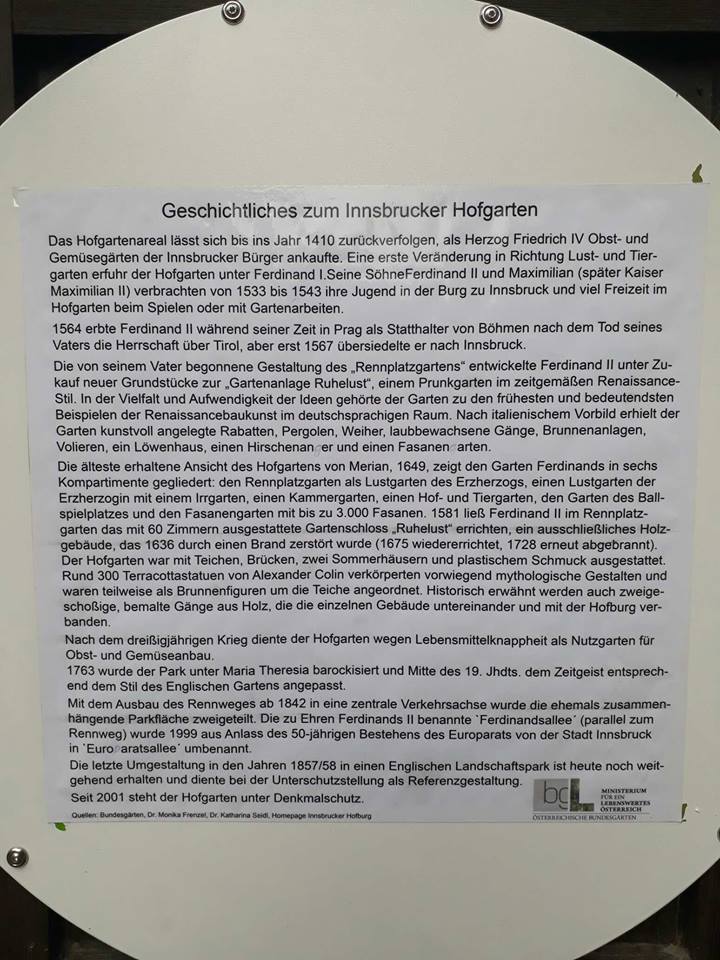 Geschichtliches zum Innsbrucker Hofgarten
Das Hofgartenareal lässt sich bis ins Jahr 1410 zurückverfolgen, als Herzog Friedrich IV Obst- und
Gemüsegärten der Innsbrucker Bürger ankaufte. Eine erste Veränderung in Richtung Lust- und Tier-
garten erfuhr der Hofgarten unter Ferdinand I.Seine SöhneFerdinand II und Maximilian (später Kaiser
Maximilian II) verbrachten von 1533 bis 1543 ihre Jugend in der Burg zu Innsbruck und viel Freizeit im
Hofgarten beim Spielen oder mit Gartenarbeiten.
1564 erbte Ferdinand II während seiner Zeit in Prag als Statthalter von Böhmen nach dem Tod seines
Vaters die Herrschaft über Tirol, aber erst 1567 übersiedelte er nach Innsbruck.
Die von seinem Vater begonnene Gestaltung des „Rennplatzgartens“ entwickelte Ferdinand II unter Zu-
kauf neuer Grundstücke zur „Gartenanlage Ruhelust“, einem Prunkgarten im zeitgemäßen Renaissance-
Stil. In der Vielfalt und Aufwendigkeit der Ideen gehörte der Garten zu den frühesten und bedeutendsten
Beispielen der Renaissancebaukunst im deutschsprachigen Raum. Nach italienischem Vorbild erhielt der
Garten kunstvoll angelegte Rabatten, Pergolen, Weiher, laubbewachsene Gänge, Brunnenanlagen,
Volieren, ein Löwenhaus, einen Hirschenanger und einen Fasanengarten.
Die älteste erhaltene Ansicht des Hofgartens von Merian, 1649, zeigt den Garten Ferdinands in sechs
Kompartimente gegliedert: den Rennplatzgarten als Lustgarten des Erzherzogs, einen Lustgarten der
Erzherzogin mit einem Irrgarten, einen Kammergarten, einen Hof- und Tiergarten, den Garten des Ball-
spielplatzes und den Fasanengarten mit bis zu 3.000 Fasanen. 1581 ließ Ferdinand II im Rennplatz-
garten das mit 60 Zimmern ausgestattete Gartenschloss „Ruhelust“ errichten, ein ausschließliches Holz-
gebäude, das 1636 durch einen Brand zerstört wurde (1675 wiedererrichtet, 1728 erneut abgebrannt).
Der Hofgarten war mit Teichen, Brücken, zwei Sommerhäusern und plastischem Schmuck ausgestattet.
Rund 300 Terracottastatuen von Alexander Colin verkörperten vorwiegend mythologische Gestalten und
waren teilweise als Brunnenfiguren um die Teiche angeordnet. Historisch erwähnt werden auch zweige-
schoßige, bemalte Gänge aus Holz, die die einzelnen Gebäude untereinander und mit der Hofburg ver-
banden.
Nach dem dreißigjährigen Krieg diente der Hofgarten wegen Lebensmittelknappheit als Nutzgarten für
Obst- und Gemüseanbau.
1763 wurde der Park unter Maria Theresia barockisiert und Mitte des 19. Jhdts. dem Zeitgeist entsprech-
end dem Stil des Englischen Gartens angepasst.
Mit dem Ausbau des Rennweges ab 1842 in eine zentrale Verkehrsachse wurde die ehemals zusammen-
hängende Parkfläche zweigeteilt. Die zu Ehren Ferdinands II benannte `Ferdinandsallee´ (parallel zum
Rennweg) wurde 1999 aus Anlass des 50-jährigen Bestehens des Europarats von der Stadt Innsbruck
in `Europaratsallee´ umbenannt.
Die letzte Umgestaltung in den Jahren 1857/58 in einen Englischen Landschaftspark ist heute noch weit-
gehend erhalten und diente bei der Unterschutzstellung als Referenzgestaltung.
Seit 2001 steht der Hofgarten unter Denkmalschutz.
Quellen: Bundesgärten, Dr. Monika Frenzel, Dr. Katharina Seidl, Homepage Innsbrucker Hofburg
bgL
MINISTERIUM
FÜR EIN
LEBENSWERTES
ÖSTERREICH
ÖSTERREICHISCHE BUNDESGÄRTEN